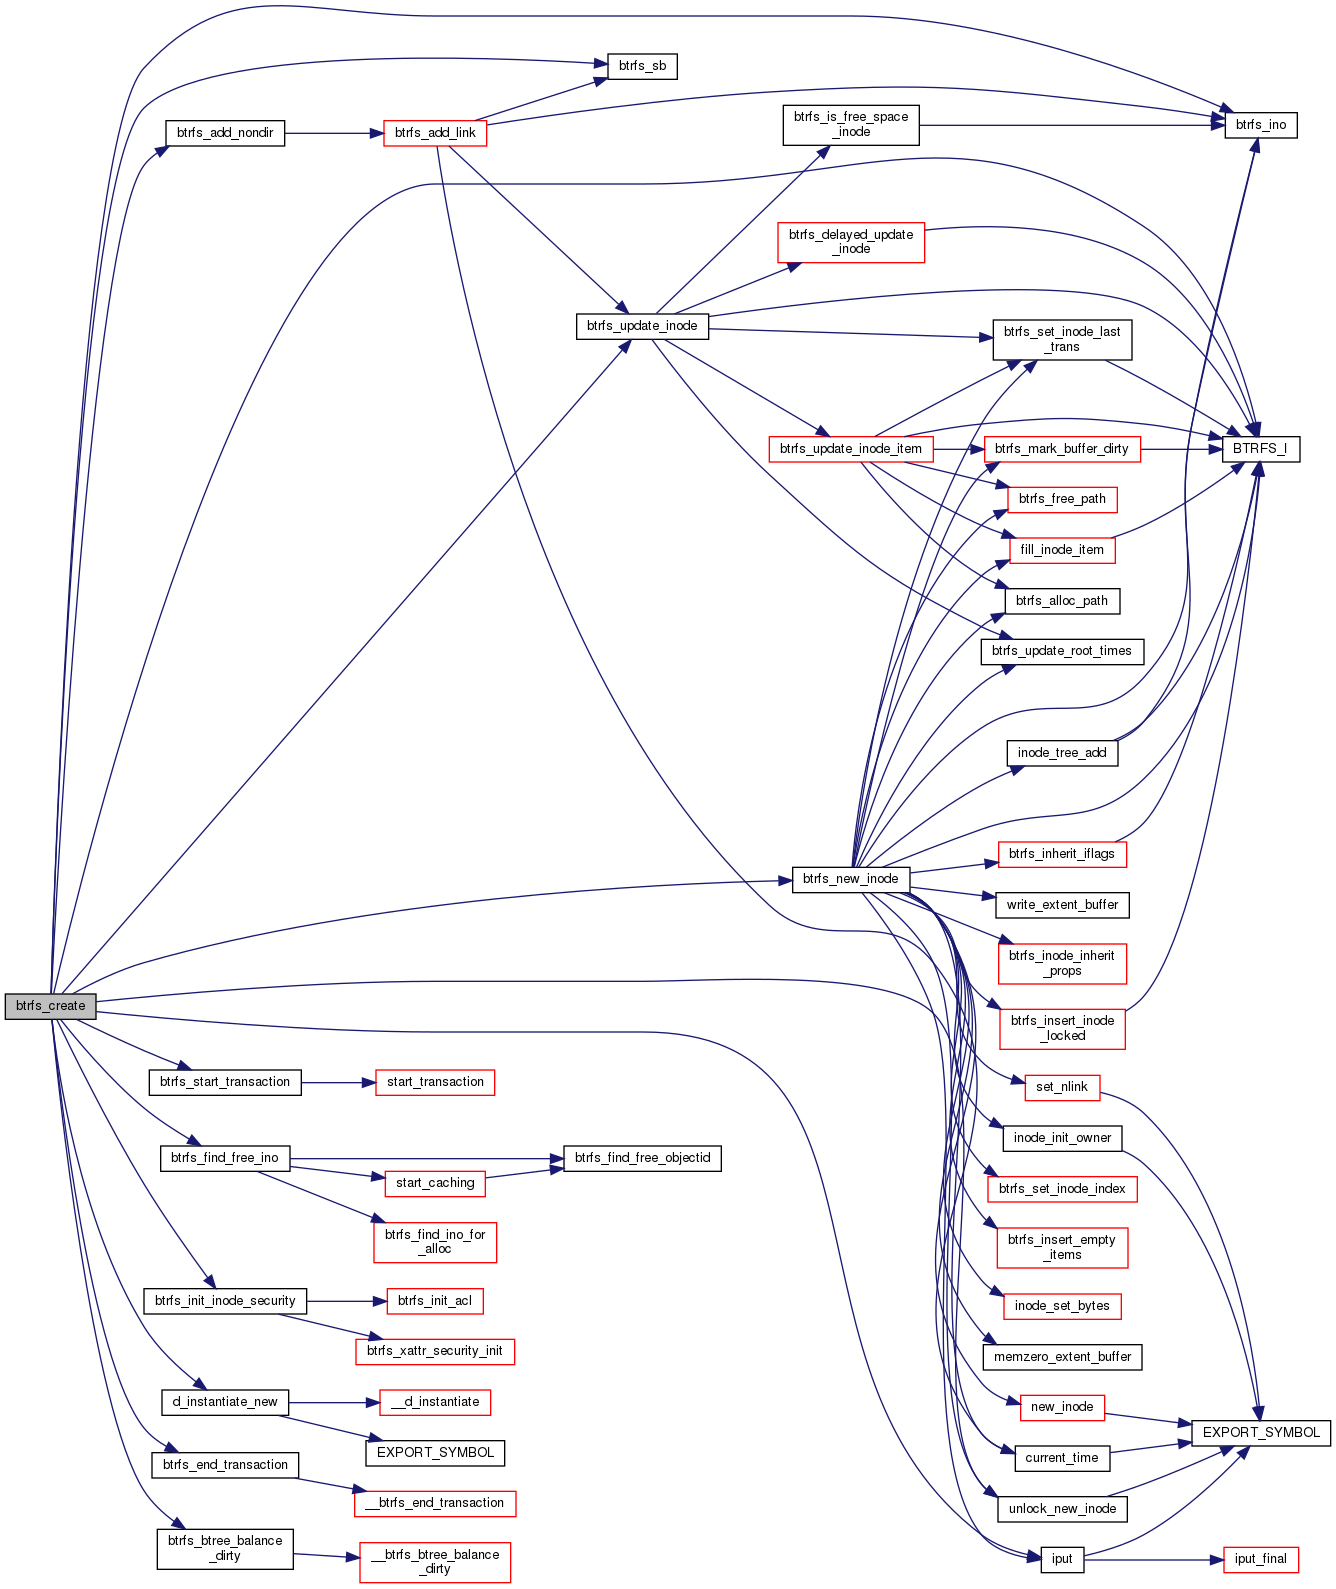 btrfs_sb
btrfs_add_nondir
btrfs_add_link
btrfs_is_free_space
_inode
btrfs_ino
btrfs_delayed_update
_inode
btrfs_update_inode
btrfs_set_inode_last
_trans
btrfs_update_inode_item
btrfs_mark_buffer_dirty
BTRFS_I
btrfs_free_path
fill_inode_item
btrfs_alloc_path
btrfs_update_root_times
inode_tree_add
btrfs_inherit_iflags
btrfs_new_inode
write_extent_buffer
btrfs_inode_inherit
_props
btrfs_create
btrfs_insert_inode
_locked
btrfs_start_transaction
start_transaction
set_nlink
inode_init_owner
btrfs_find_free_ino
btrfs_find_free_objectid
start_caching
btrfs_set_inode_index
btrfs_find_ino_for
_alloc
btrfs_insert_empty
_items
btrfs_init_inode_security
btrfs_init_acl
inode_set_bytes
btrfs_xattr_security_init
memzero_extent_buffer
d_instantiate_new
__d_instantiate
new_inode
EXPORT_SYMBOL
EXPORT_SYMBOL
btrfs_end_transaction
current_time
__btrfs_end_transaction
unlock_new_inode
btrfs_btree_balance
_dirty
__btrfs_btree_balance
_dirty
iput
iput_final